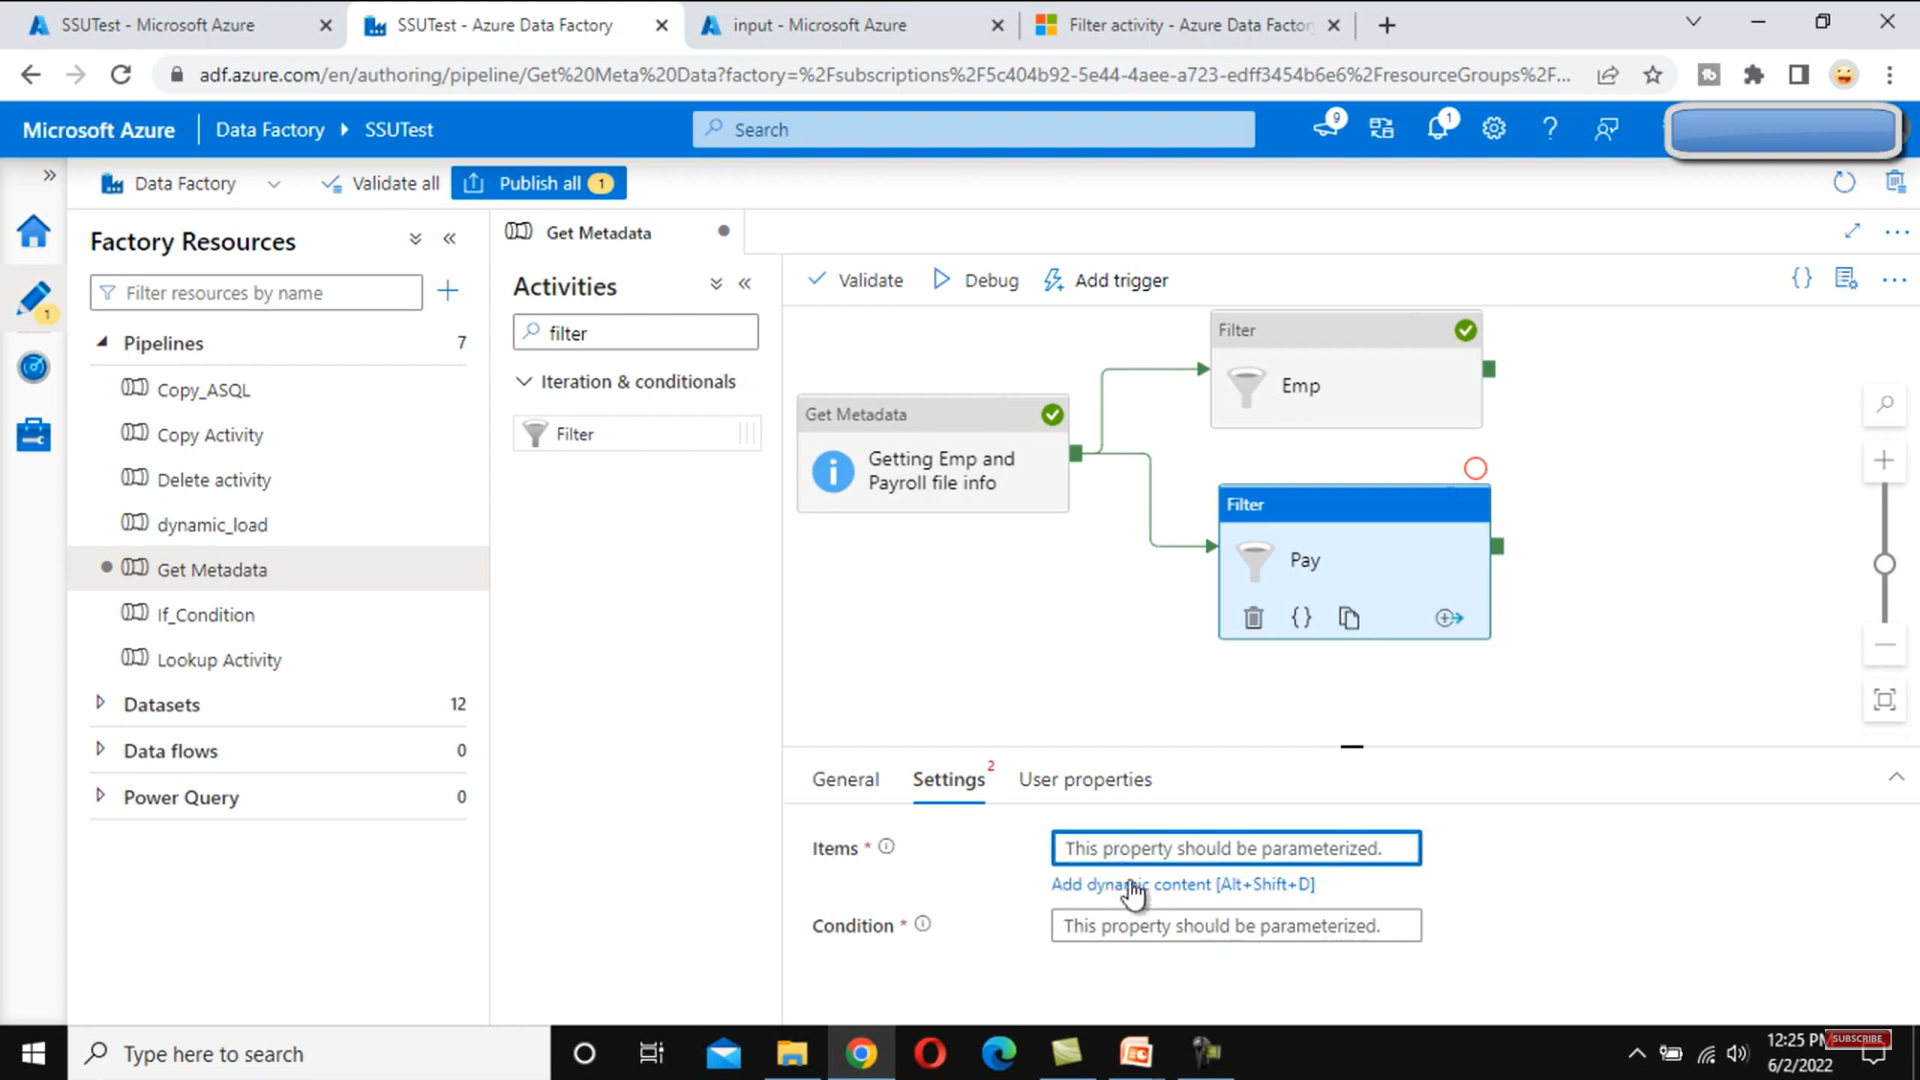 SSUTest - Microsoft Azure
SSUTest - Azure Data Factory
input - Microsoft Azure
Filter activity - Azure Data Factor
adf.azure.com/en/authoring/pipeline/Get%20Meta%20Data?factory=%2Fsubscriptions%2F5c404b92-5e44-4aee-a723-edff3454b6e6%2FresourceGroups%2F...
Microsoft Azure
Data Factory
SSUTest
Search
9
1
Data Factory
Validate all
Publish all 1
Factory Resources
Filter resources by name
1
Pipelines 7
Copy_ASQL
Copy Activity
Delete activity
dynamic_load
Get Metadata
If_Condition
Lookup Activity
Datasets 12
Data flows 0
Power Query 0
Get Metadata
Activities
filter
Iteration & conditionals
Filter
Validate
Debug
Add trigger
Get Metadata
Getting Emp and
Payroll file info
Filter
Emp
Filter
Pay
General
Settings 2
User properties
Items *
This property should be parameterized.
Add dynamic content [Alt+Shift+D]
Condition *
This property should be parameterized.
Type here to search
12:25 PM
6/2/2022
SUBSCRIBE